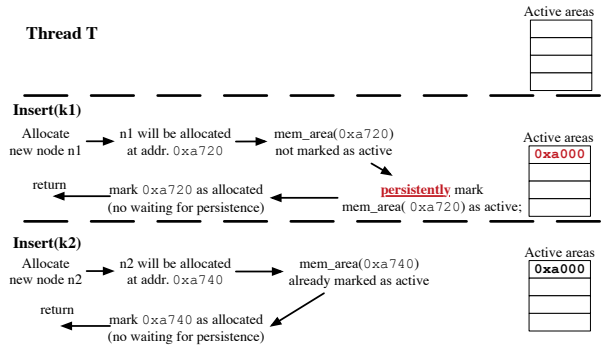 Active areas
Thread T
Insert(k1)
Allocate
new node n1
n1 will be allocated
at addr. 0xa720
mem_area(0xa720)
not marked as active
Active areas
0xa000
return
mark 0xa720 as allocated
(no waiting for persistence)
persistently mark
mem_area( 0xa720) as active;
Insert(k2)
Allocate
new node n2
n2 will be allocated
at addr. 0xa740
mem_area(0xa740)
already marked as active
Active areas
0xa000
return
mark 0xa740 as allocated
(no waiting for persistence)